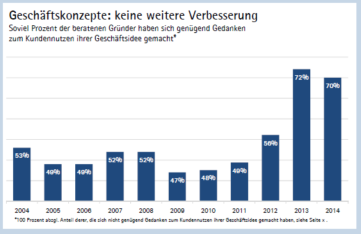 Geschäftskonzepte: keine weitere Verbesserung
Soviel Prozent der beratenen Gründer haben sich genügend Gedanken
zum Kundennutzen ihrer Geschäftsidee gemacht*
53% 49% 49% 52% 52% 47% 48% 49% 56% 72% 70%
2004 2005 2006 2007 2008 2009 2010 2011 2012 2013 2014
*100 Prozent abzgl. Anteil derer, die sich nicht genügend Gedanken zum Kundennutzen ihrer Geschäftsidee gemacht haben, siehe Seite x .